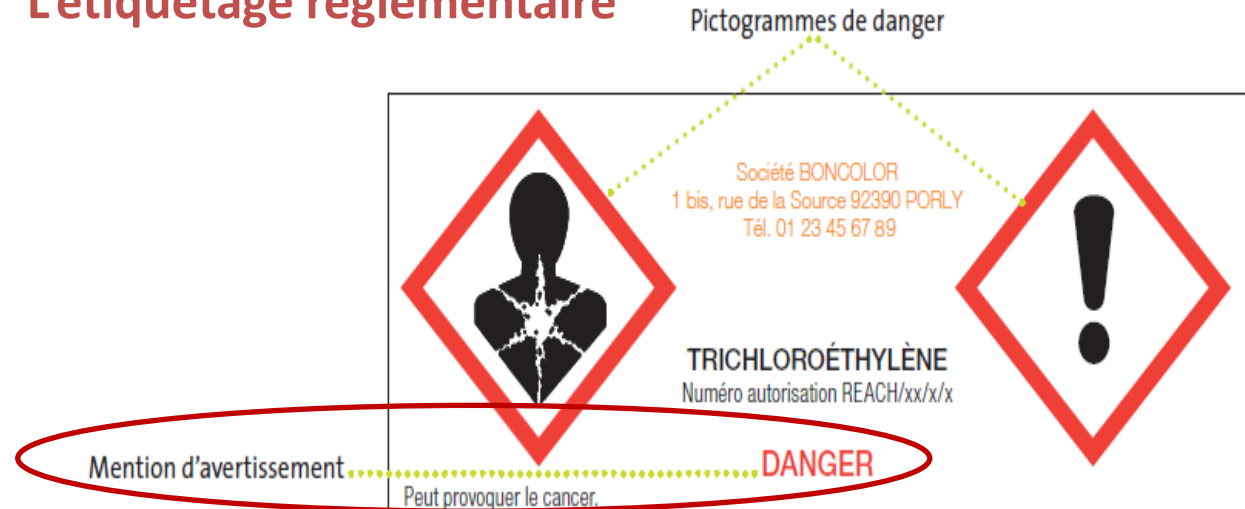 L'étiquetage réglementaire
Pictogrammes de danger
Société BONCOLOR
1 bis, rue de la Source 92390 PORLY
Tél. 01 23 45 67 89
TRICHLOROÉTHYLÈNE
Numéro autorisation REACH/xx/x/x
Mention d'avertissement
DANGER
Peut provoquer le cancer.